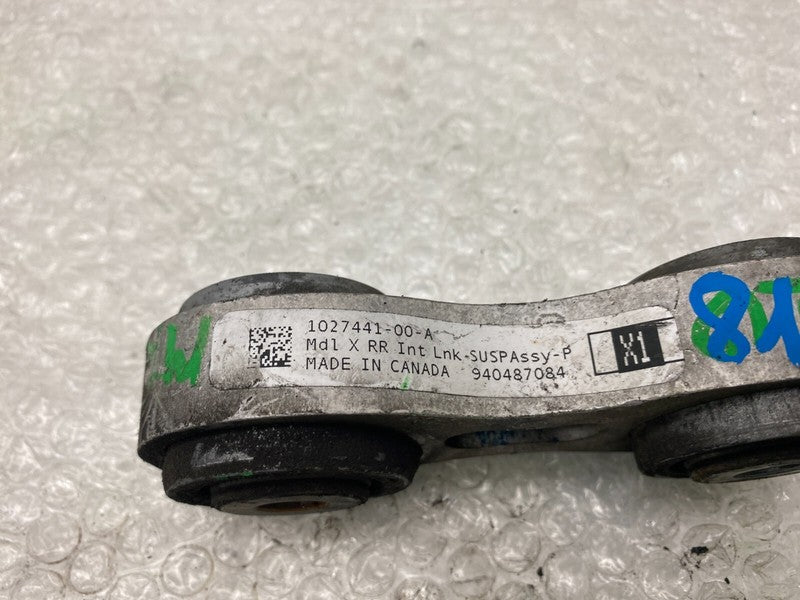 1027441-00-A
Mdl X RR Int Lnk-SUSPAssy-P
MADE IN CANADA 940487084
X1